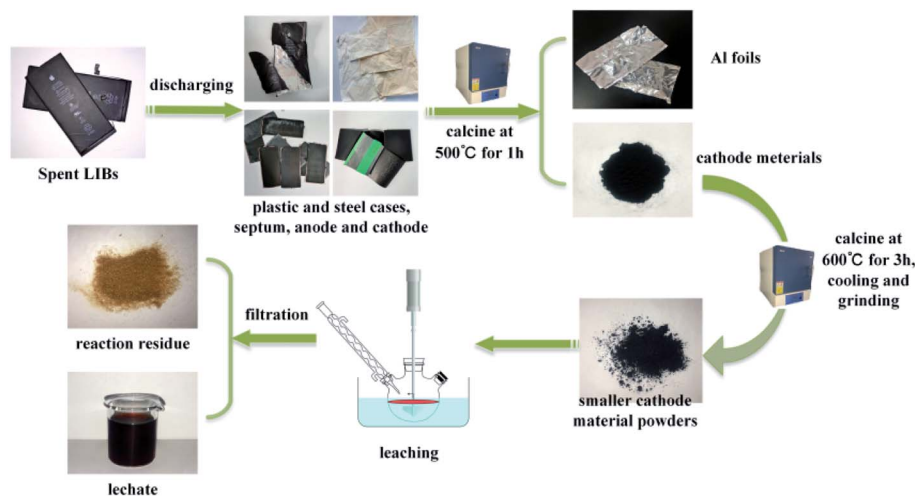 Spent LIBs
discharging
plastic and steel cases,
septum, anode and cathode
calcine at
500℃ for 1h
Al foils
cathode meterials
calcine at
600℃ for 3h,
cooling and
grinding
smaller cathode
material powders
leaching
filtration
reaction residue
lechate